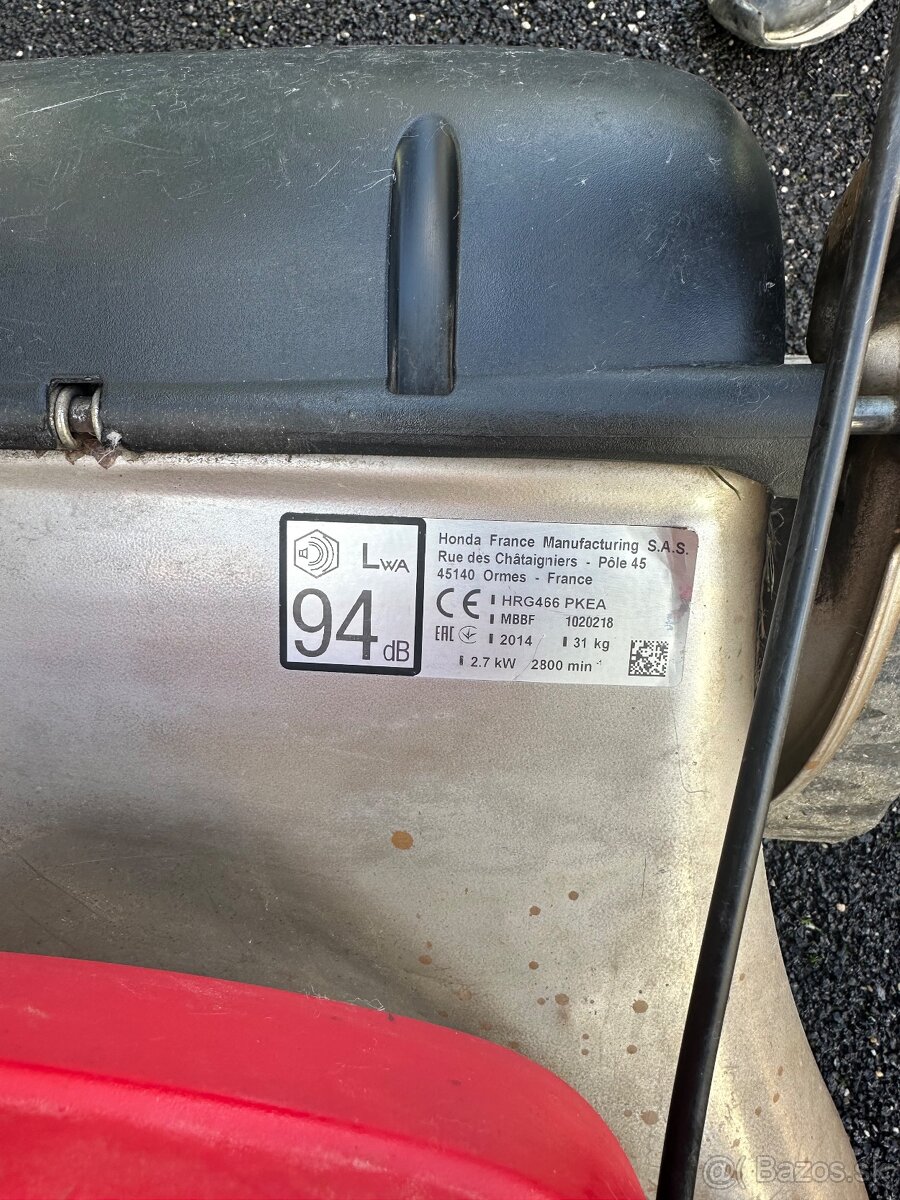 LWA
94 dB
Honda France Manufacturing S.A.S.
Rue des Châtaigniers - Pôle 45
45140 Ormes - France
CE HRG466 PKEA
MBBF 1020218
EAC 2014 31 kg
2.7 kW 2800 min⁻¹
@ Bazos.sk